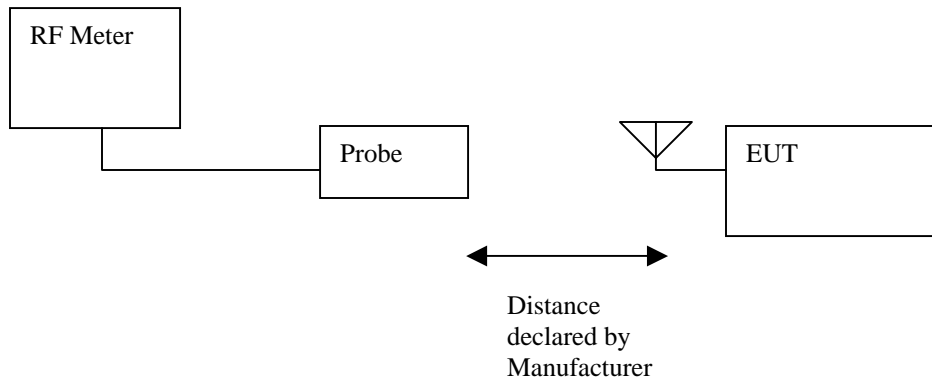 RF Meter
Probe
EUT
Distance
declared by
Manufacturer